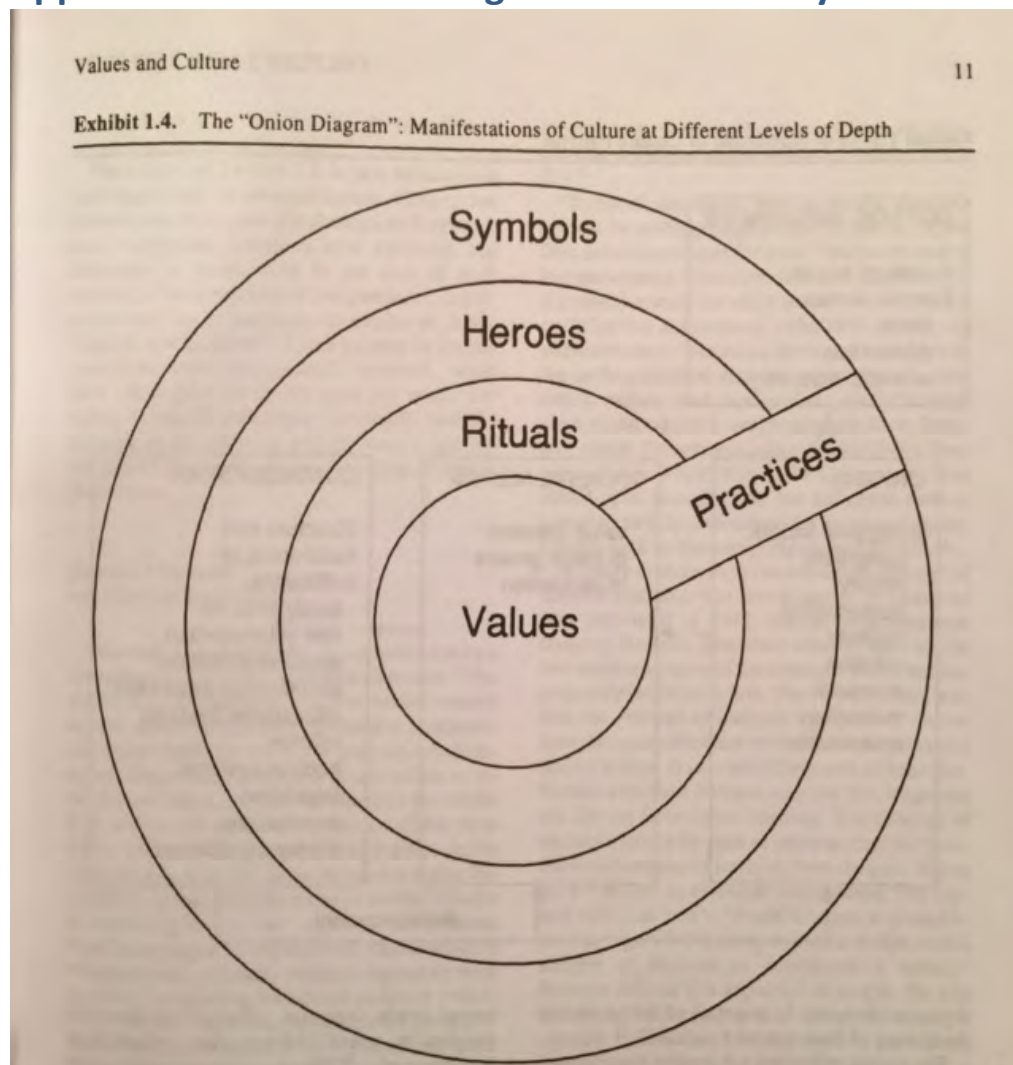 Values and Culture
11
Exhibit 1.4. The “Onion Diagram”: Manifestations of Culture at Different Levels of Depth
Symbols
Heroes
Rituals
Practices
Values